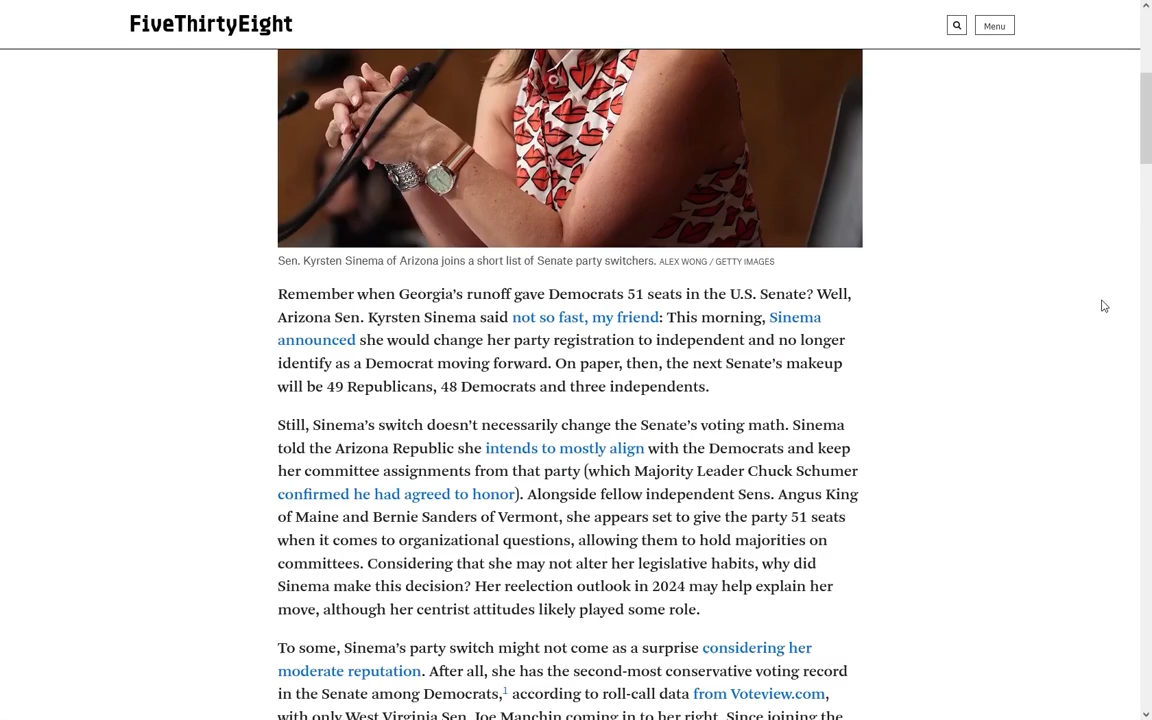 FiveThirtyEight
Menu
Sen. Kyrsten Sinema of Arizona joins a short list of Senate party switchers. ALEX WONG / GETTY IMAGES
Remember when Georgia’s runoff gave Democrats 51 seats in the U.S. Senate? Well,
Arizona Sen. Kyrsten Sinema said not so fast, my friend: This morning, Sinema
announced she would change her party registration to independent and no longer
identify as a Democrat moving forward. On paper, then, the next Senate’s makeup
will be 49 Republicans, 48 Democrats and three independents.
Still, Sinema’s switch doesn’t necessarily change the Senate’s voting math. Sinema
told the Arizona Republic she intends to mostly align with the Democrats and keep
her committee assignments from that party (which Majority Leader Chuck Schumer
confirmed he had agreed to honor). Alongside fellow independent Sens. Angus King
of Maine and Bernie Sanders of Vermont, she appears set to give the party 51 seats
when it comes to organizational questions, allowing them to hold majorities on
committees. Considering that she may not alter her legislative habits, why did
Sinema make this decision? Her reelection outlook in 2024 may help explain her
move, although her centrist attitudes likely played some role.
To some, Sinema’s party switch might not come as a surprise considering her
moderate reputation. After all, she has the second-most conservative voting record
in the Senate among Democrats,1 according to roll-call data from Voteview.com,
with only West Virginia Sen. Joe Manchin coming in to her right. Since joining the